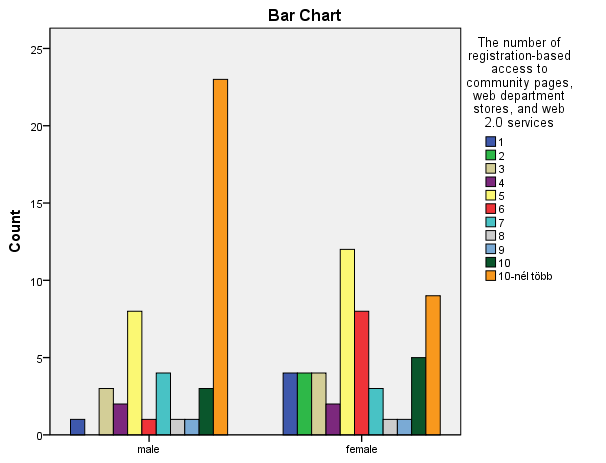 Bar Chart
The number of
registration-based
access to
community pages,
web department
stores, and web
2.0 services
1
2
3
4
5
6
7
8
9
10
10-nél több
Count
25
20
15
10
5
0
male
female